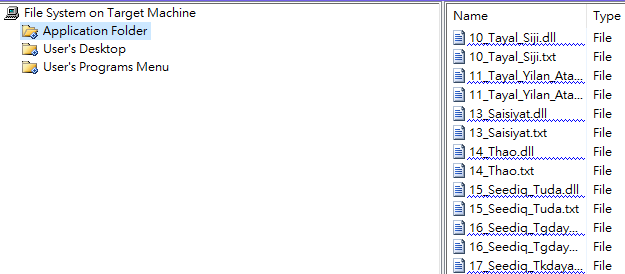 File System on Target Machine
Application Folder
User's Desktop
User's Programs Menu
Name Type
10_Tayal_Siji.dll File
10_Tayal_Siji.txt File
11_Tayal_Yilan_Ata... File
11_Tayal_Yilan_Ata... File
13_Saisiyat.dll File
13_Saisiyat.txt File
14_Thao.dll File
14_Thao.txt File
15_Seediq_Tuda.dll File
15_Seediq_Tuda.txt File
16_Seediq_Tgday... File
16_Seediq_Tgday... File
17_Seediq_Tkdaya... File